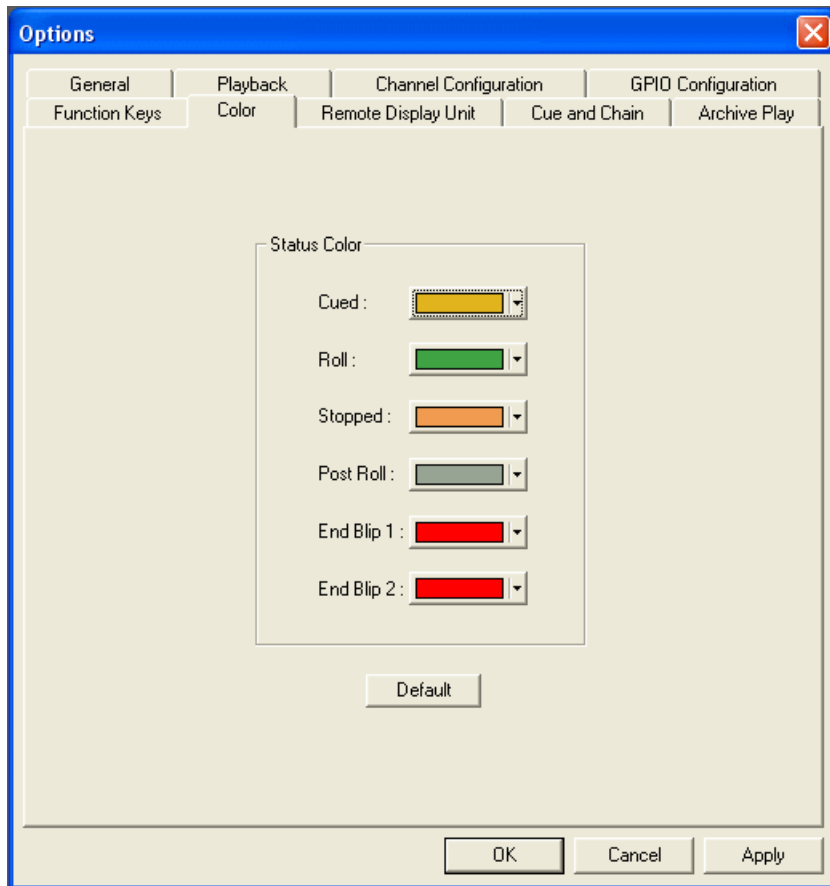 Options
General Playback Channel Configuration GPIO Configuration
Function Keys Color Remote Display Unit Cue and Chain Archive Play
Status Color
Cued :
Roll :
Stopped :
Post Roll :
End Blip 1 :
End Blip 2 :
Default
OK Cancel Apply